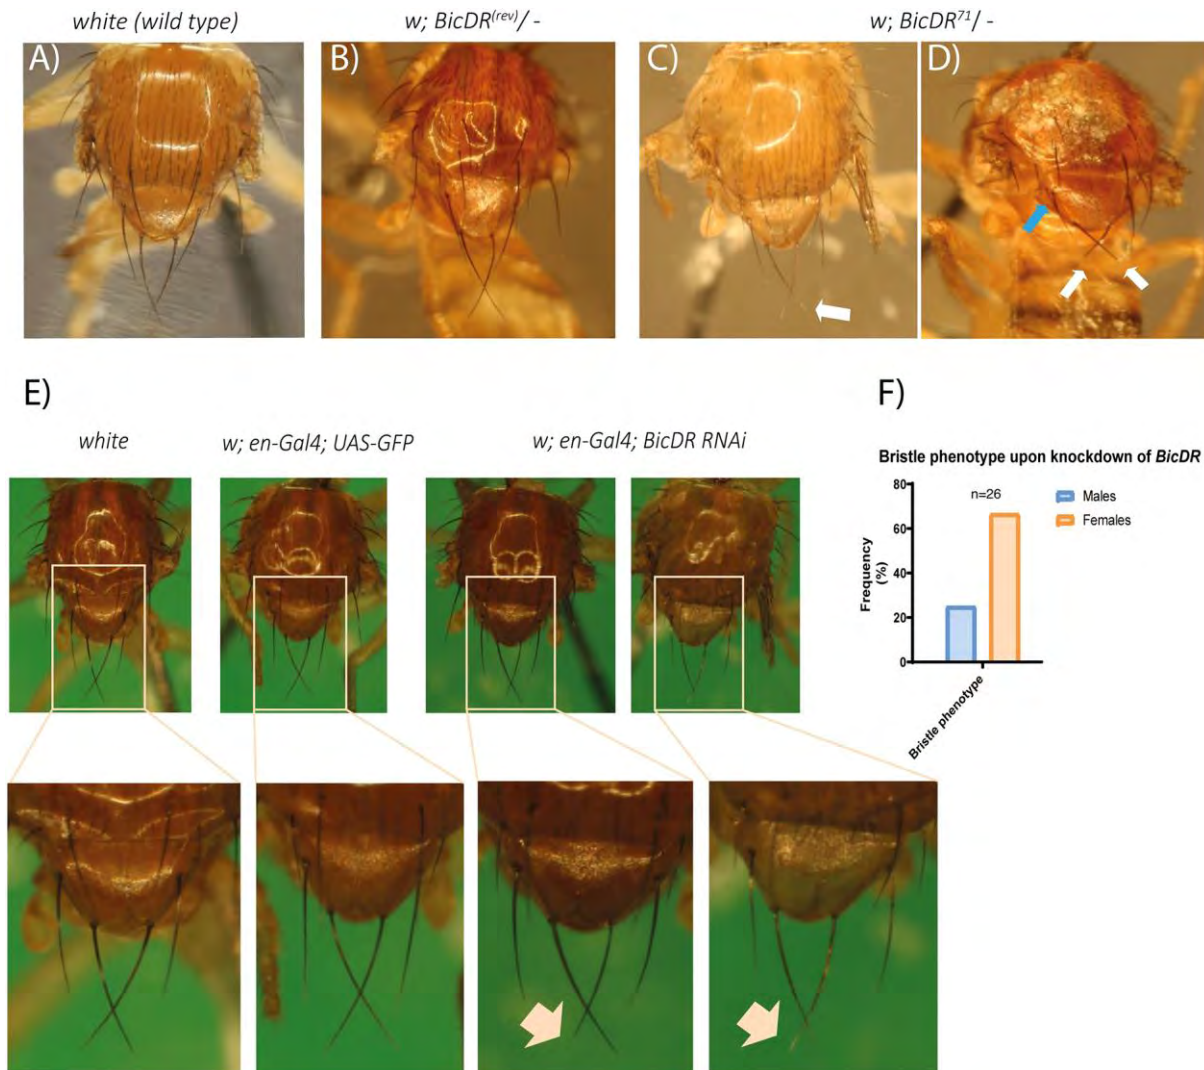 white (wild type)
w; BicDR(rev)/ -
w; BicDR71/ -
A)
B)
C)
D)
E)
white
w; en-Gal4; UAS-GFP
w; en-Gal4; BicDR RNAi
F)
Bristle phenotype upon knockdown of BicDR
n=26
Males
Females
Frequency
(%)
80
60
40
20
0
Bristle phenotype